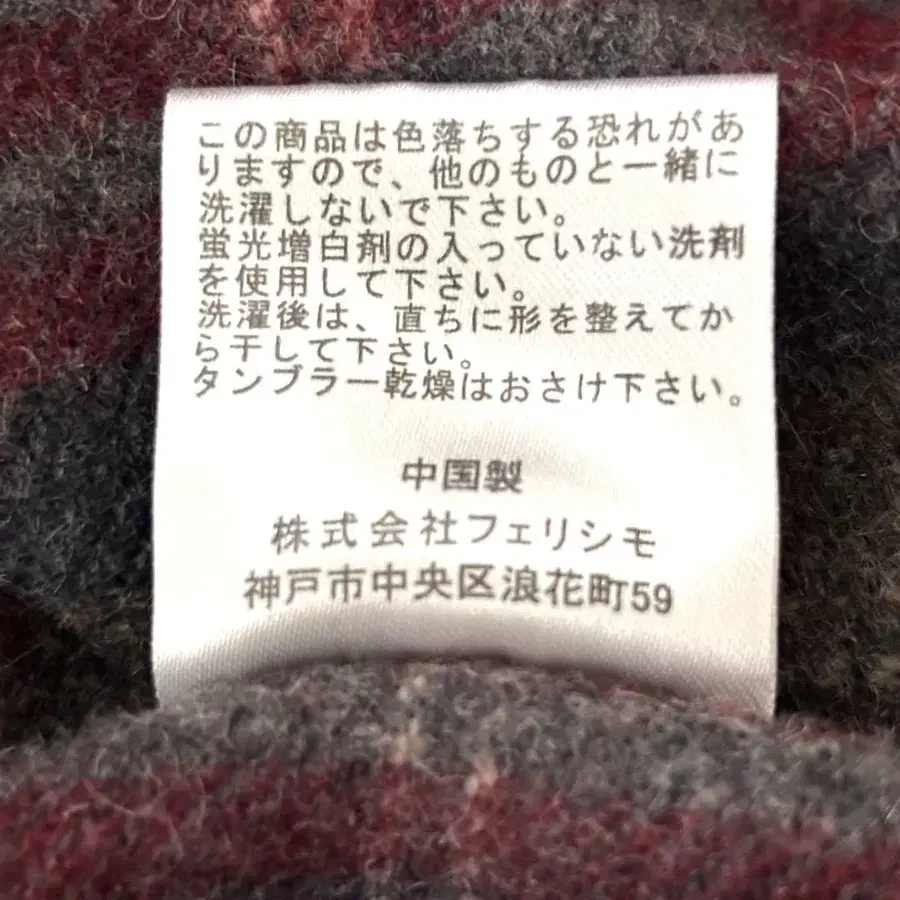 この商品は色落ちする恐れがあ
りますので、他のものと一緒に
洗濯しないで下さい。
蛍光増白剤の入っていない洗剤
を使用して下さい。
洗濯後は、直ちに形を整えてか
ら干して下さい。
タンブラー乾燥はおさけ下さい。
中国製
株式会社フェリシモ
神戸市中央区浪花町59